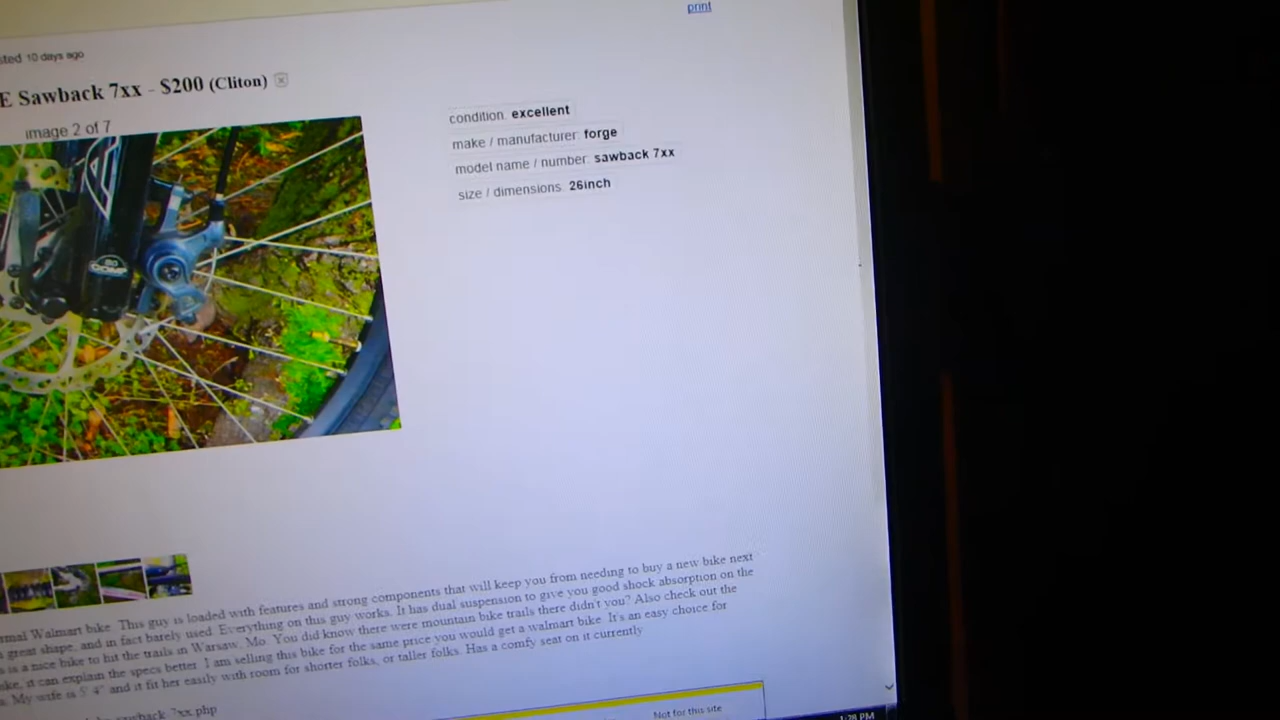 print
sted 10 days ago
E Sawback 7xx - $200 (Cliton)
image 2 of 7
condition: excellent
make / manufacturer: forge
model name / number: sawback 7xx
size / dimensions: 26inch
80
COMP
rmal Walmart bike. This guy is loaded with features and strong components that will keep you from needing to buy a new bike next
great shape, and in fact barely used. Everything on this guy works. It has dual suspension to give you good shock absorption on the
is a nice bike to hit the trails in Warsaw, Mo. You did know there were mountain bike trails there didn't you? Also check out the
ke, it can explain the specs better. I am selling this bike for the same price you would get a walmart bike. It's an easy choice for
My wife is 5' 4" and it fit her easily with room for shorter folks, or taller folks. Has a comfy seat on it currently
sawback_7xx.php
Not for this site
1:28 PM